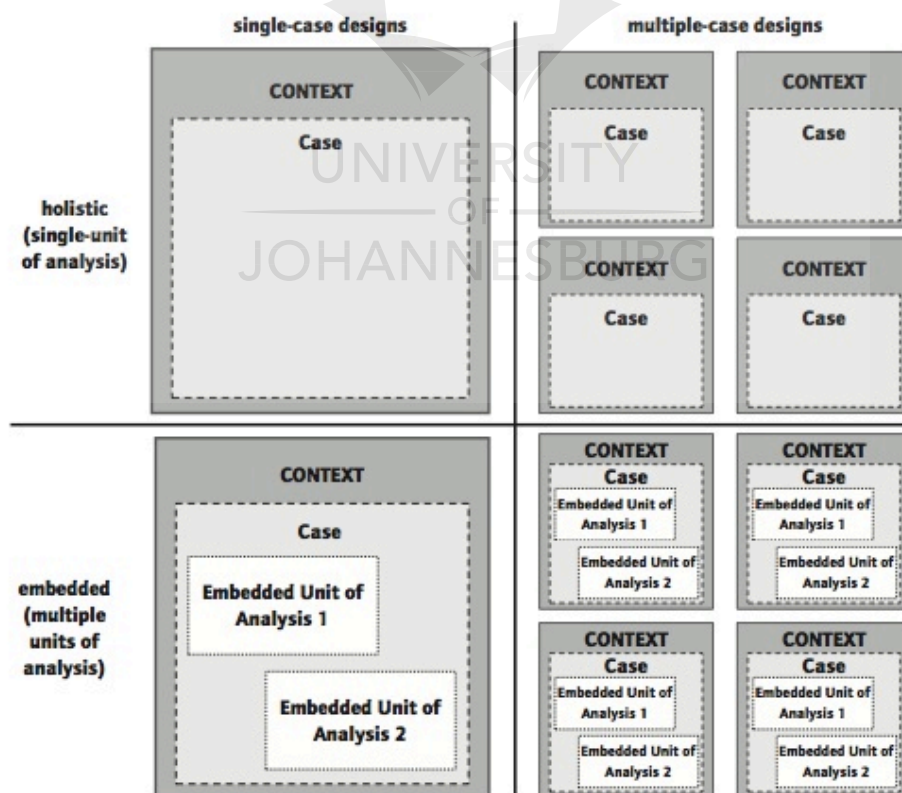 single-case designs
multiple-case designs
CONTEXT
Case
CONTEXT
Case
CONTEXT
Case
UNIVERSITY
OF
JOHANNESBURG
holistic
(single-unit
of analysis)
CONTEXT
Case
CONTEXT
Case
embedded
(multiple
units of
analysis)
CONTEXT
Case
Embedded Unit of
Analysis 1
Embedded Unit of
Analysis 2
CONTEXT
Case
Embedded Unit of
Analysis 1
Embedded Unit of
Analysis 2
CONTEXT
Case
Embedded Unit of
Analysis 1
Embedded Unit of
Analysis 2
CONTEXT
Case
Embedded Unit of
Analysis 1
Embedded Unit of
Analysis 2
CONTEXT
Case
Embedded Unit of
Analysis 1
Embedded Unit of
Analysis 2